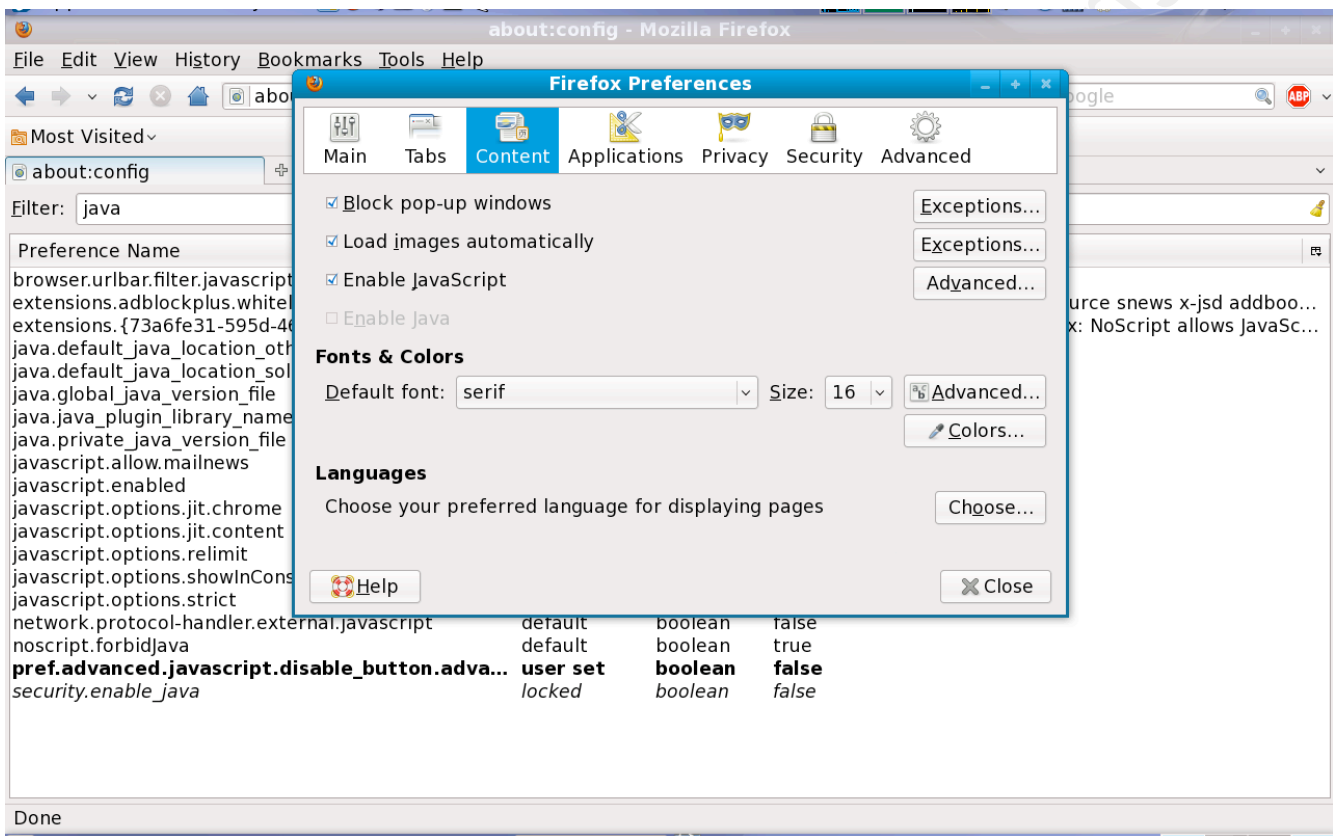 about:config - Mozilla Firefox
File Edit View History Bookmarks Tools Help
abou
oogle
ABP
Most Visited
about:config
Filter: java
Preference Name
browser.urlbar.filter.javascript
extensions.adblockplus.whitel
urce snews x-jsd addboo...
extensions.{73a6fe31-595d-46
x: NoScript allows JavaSc...
java.default_java_location_oth
java.default_java_location_sol
java.global_java_version_file
java.java_plugin_library_name
java.private_java_version_file
javascript.allow.mailnews
javascript.enabled
javascript.options.jit.chrome
javascript.options.jit.content
javascript.options.relimit
javascript.options.showInCons
javascript.options.strict
network.protocol-handler.external.javascript default boolean false
noscript.forbidJava default boolean true
pref.advanced.javascript.disable_button.adva... user set boolean false
security.enable_java locked boolean false
Done
Firefox Preferences
Main Tabs Content Applications Privacy Security Advanced
Block pop-up windows Exceptions...
Load images automatically Exceptions...
Enable JavaScript Advanced...
Enable Java
Fonts & Colors
Default font: serif Size: 16 Advanced...
Colors...
Languages
Choose your preferred language for displaying pages Choose...
Help Close